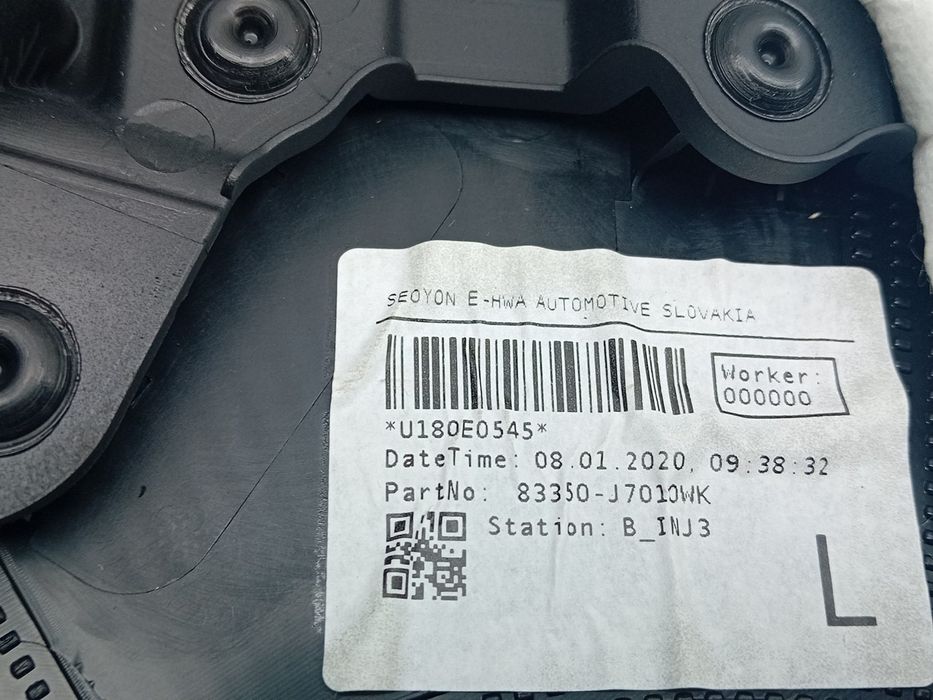 SEOYON E-HWA AUTOMOTIVE SLOVAKIA
Worker:
000000
*U180E0545*
DateTime: 08.01.2020, 09:38:32
PartNo: 83350-J7010WK
Station: B_INJ3
L